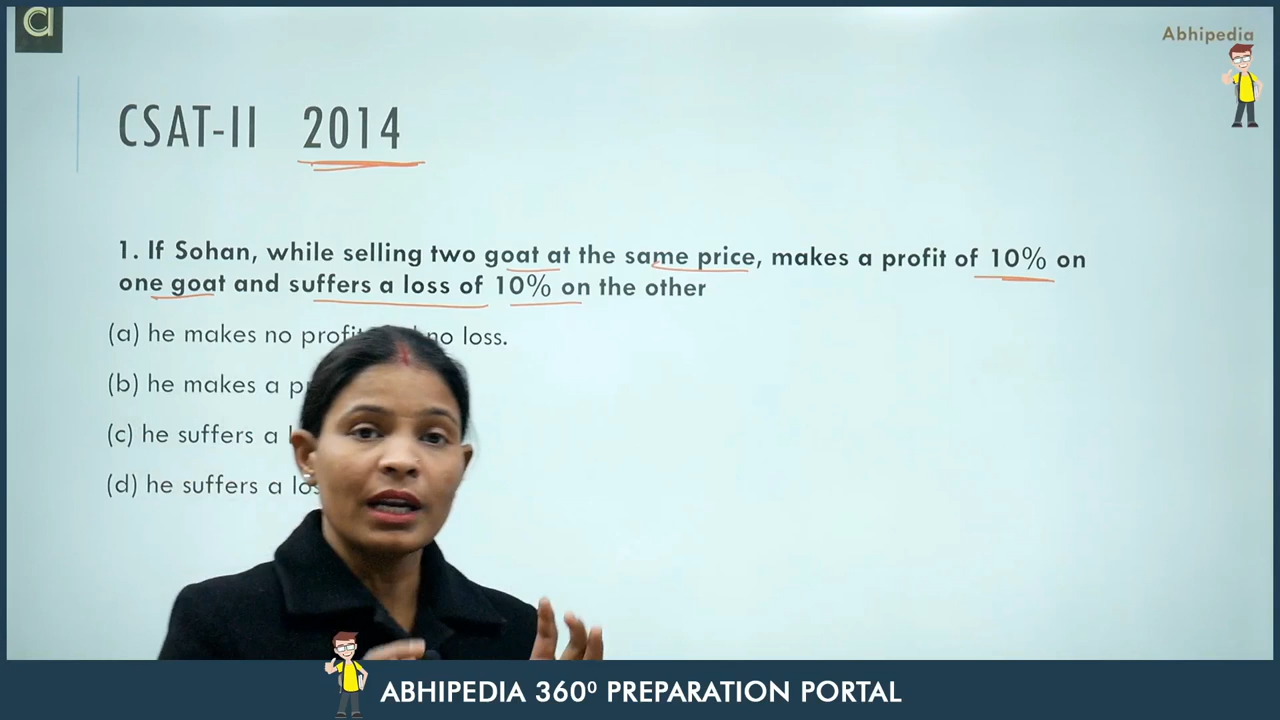 Abhipedia
CSAT-II 2014
1. If Sohan, while selling two goat at the same price, makes a profit of 10% on
one goat and suffers a loss of 10% on the other
(a) he makes no profit no loss.
(b) he makes a
(c) he suffers a
(d) he suffers a
ABHIPEDIA 360⁰ PREPARATION PORTAL